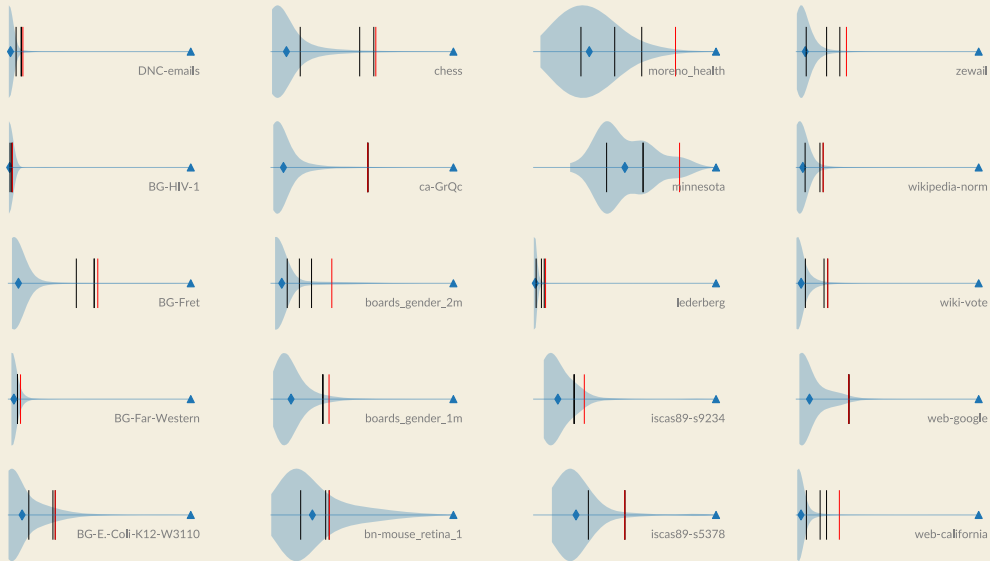 DNC-emails
chess
moreno_health
zewail
BG-HIV-1
ca-GrQc
minnesota
wikipedia-norm
BG-Fret
boards_gender_2m
lederberg
wiki-vote
BG-Far-Western
boards_gender_1m
iscas89-s9234
web-google
BG-E.-Coli-K12-W3110
bn-mouse_retina_1
iscas89-s5378
web-california